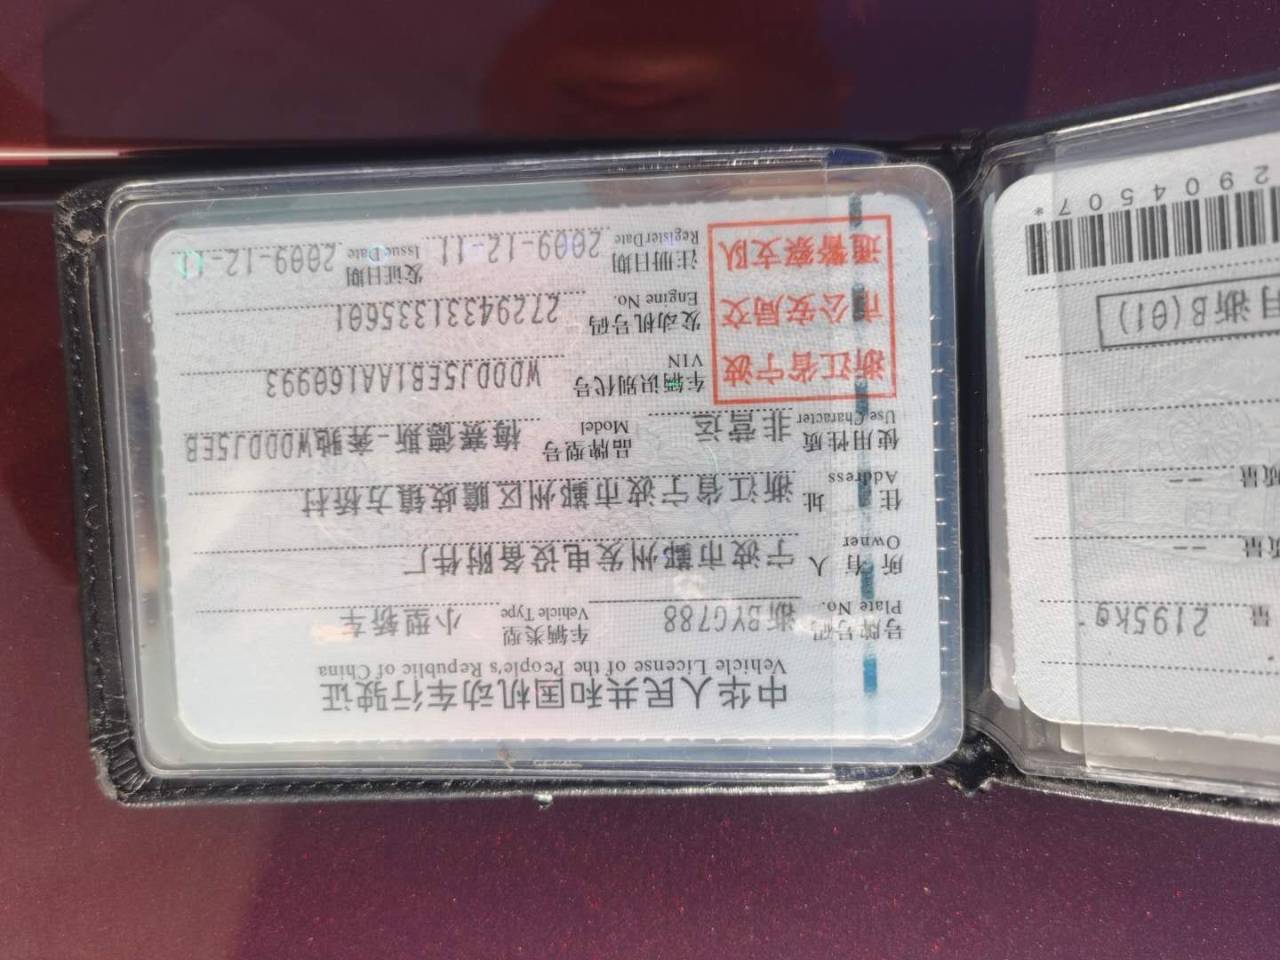 中华人民共和国机动车行驶证
Vehicle License of the People's Republic of China
号牌号码 浙BYG788 车辆类型 小型轿车
Plate No. Vehicle Type
所有人 宁波市鄞州发电设备附件厂
Owner
住址 浙江省宁波市鄞州区瞻岐镇方桥村
Address
使用性质 非营运 品牌型号 梅赛德斯-奔驰WDDDJ5EB
Use Character Model
浙江省宁波
市公安局交
通警察支队
车辆识别代号 WDDDJ5EB1AA160993
VIN
发动机号码 27294331335601
Engine No.
注册日期 2009-12-11 发证日期 2009-12-11
Register Date Issue Date
量 2195kg
质量 --
质量 --
月浙B(01)
2904507*